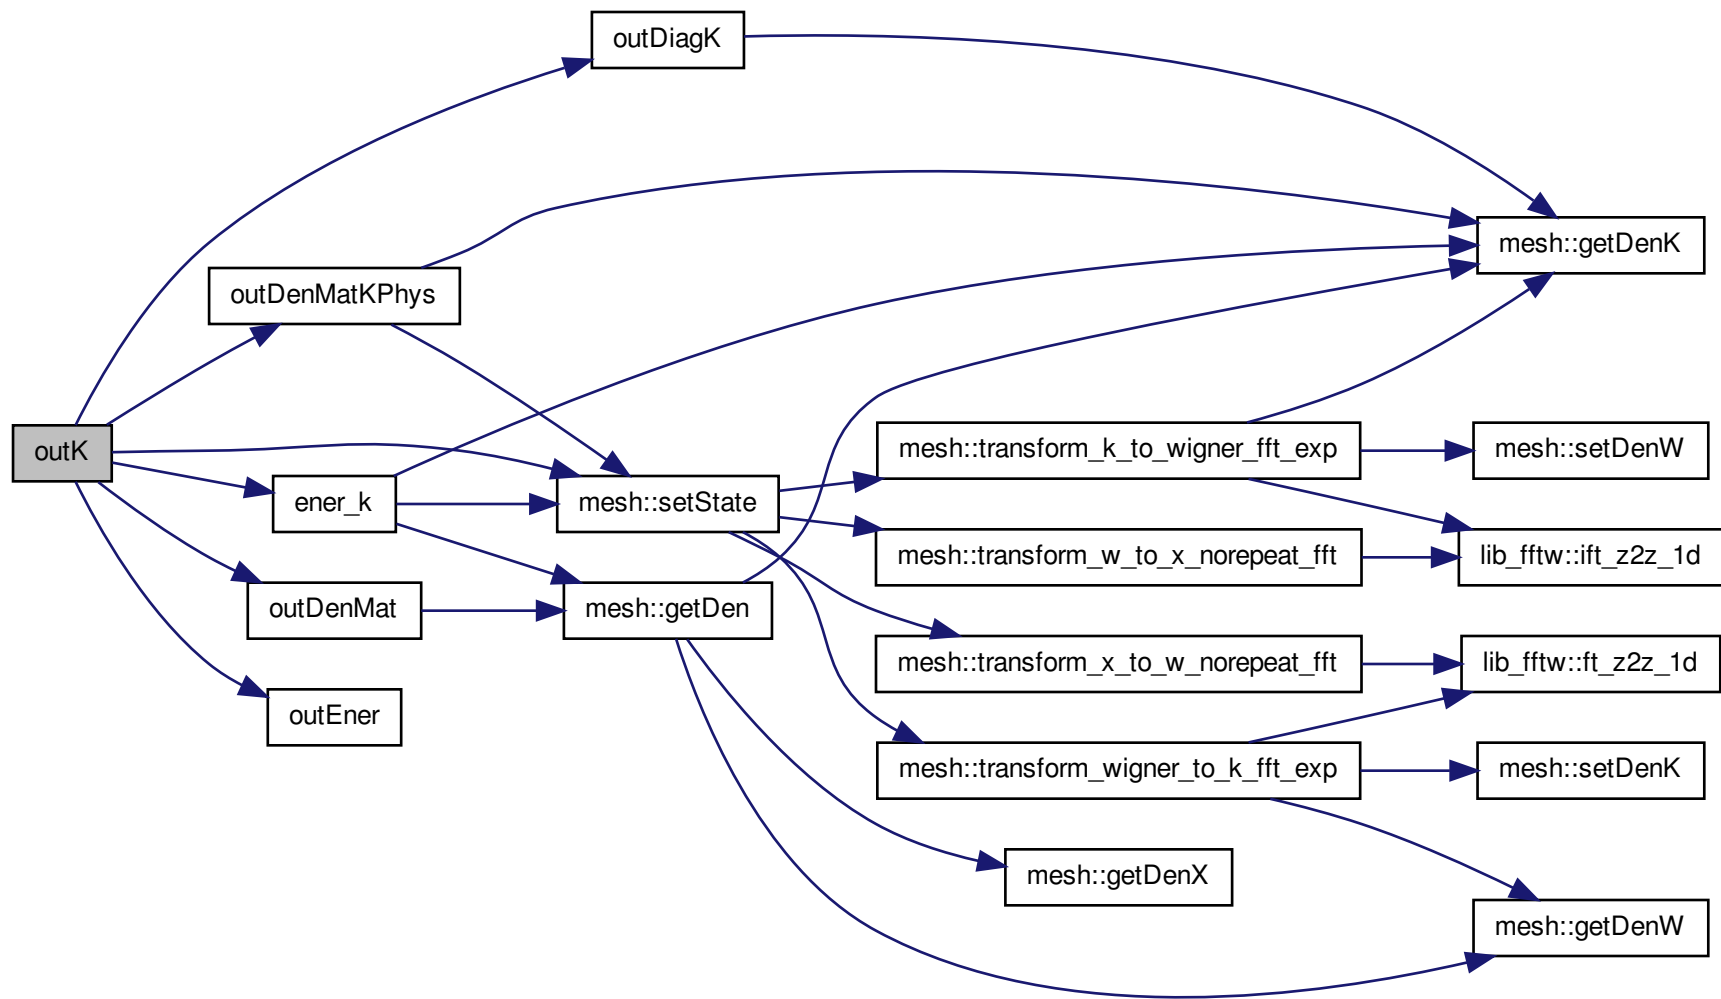 outDiagK
mesh::getDenK
outDenMatKPhys
outK
mesh::transform_k_to_wigner_fft_exp
mesh::setDenW
ener_k
mesh::setState
mesh::transform_w_to_x_norepeat_fft
lib_fftw::ift_z2z_1d
outDenMat
mesh::getDen
mesh::transform_x_to_w_norepeat_fft
lib_fftw::ft_z2z_1d
outEner
mesh::transform_wigner_to_k_fft_exp
mesh::setDenK
mesh::getDenX
mesh::getDenW